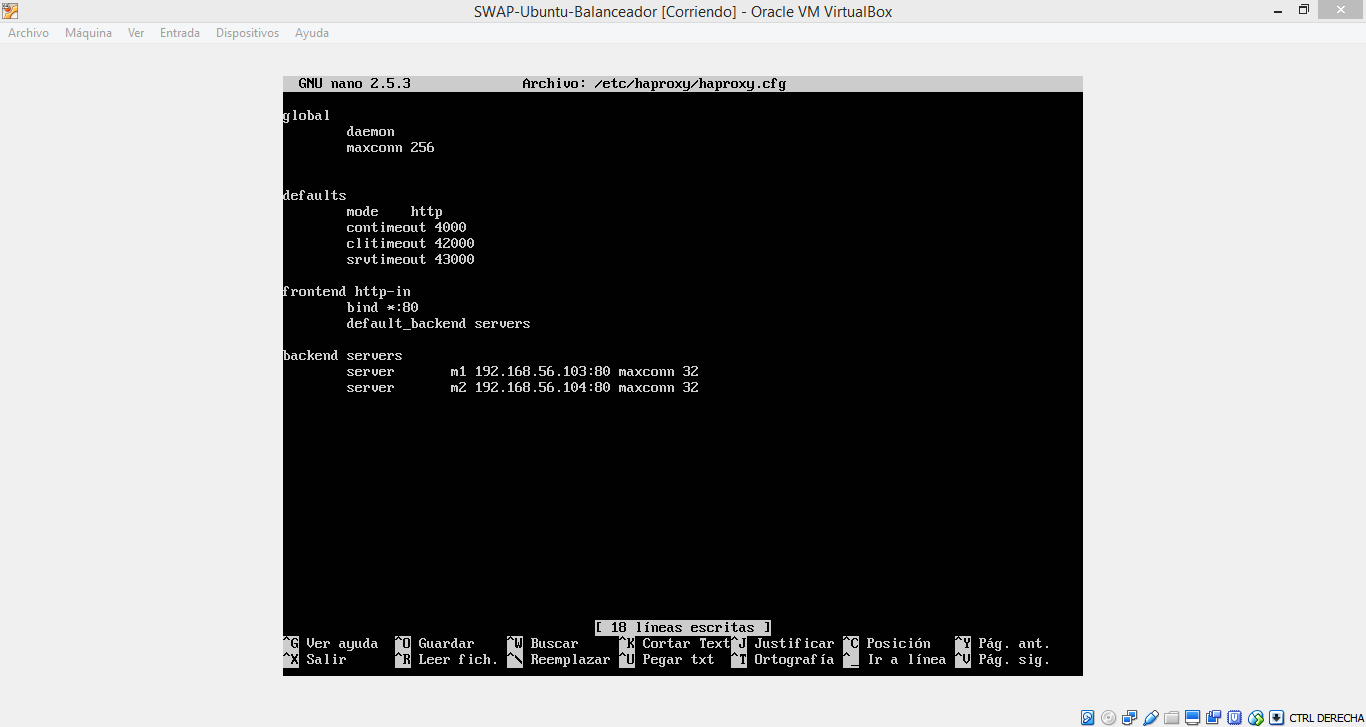 SWAP-Ubuntu-Balanceador [Corriendo] - Oracle VM VirtualBox
Archivo Máquina Ver Entrada Dispositivos Ayuda
GNU nano 2.5.3 Archivo: /etc/haproxy/haproxy.cfg
global
daemon
maxconn 256
defaults
mode http
contimeout 4000
clitimeout 42000
srvtimeout 43000
frontend http-in
bind *:80
default_backend servers
backend servers
server m1 192.168.56.103:80 maxconn 32
server m2 192.168.56.104:80 maxconn 32
[ 18 líneas escritas ]
^G Ver ayuda ^O Guardar ^W Buscar ^K Cortar Text ^J Justificar ^C Posición ^Y Pág. ant.
^X Salir ^R Leer fich. ^\ Reemplazar ^U Pegar txt ^T Ortografía ^_ Ir a línea ^V Pág. sig.
CTRL DERECHA